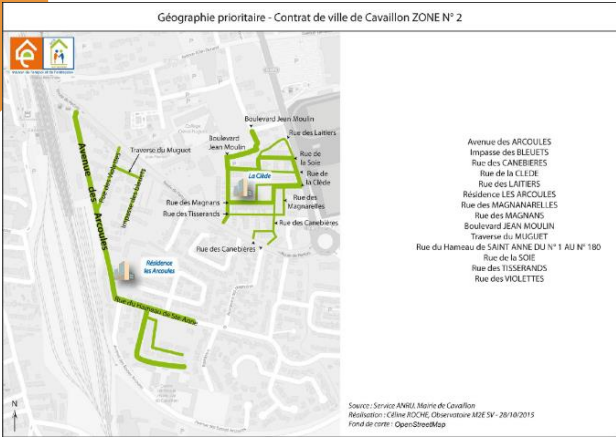 Géographie prioritaire - Contrat de ville de Cavaillon ZONE N° 2
Boulevard Jean Moulin
Rue des Laitiers
Boulevard
Jean Moulin
Traverse du Muguet
Rue de
la Soie
La Clède
Rue de
la Clède
Avenue des Arcoules
Rue des Violettes
Impasse des bleuets
Rue des Magnans
Rue des
Magnarelles
Rue des Tisserands
Rue des Canebières
Rue des Canebières
Résidence
les Arcoules
Rue du Hameau de Ste Anne
N
Avenue des ARCOULES
Impasse des BLEUETS
Rue des CANEBIERES
Rue de la CLEDE
Rue des LAITIERS
Résidence LES ARCOULES
Rue des MAGNANARELLES
Rue des MAGNANS
Boulevard JEAN MOULIN
Traverse du MUGUET
Rue du Hameau de SAINT ANNE DU N° 1 AU N° 180
Rue de la SOIE
Rue des TISSERANDS
Rue des VIOLETTES
Source : Service ANRU, Mairie de Cavaillon
Réalisation : Céline ROCHE, Observatoire M2E SV - 28/10/2015
Fond de carte : OpenStreetMap